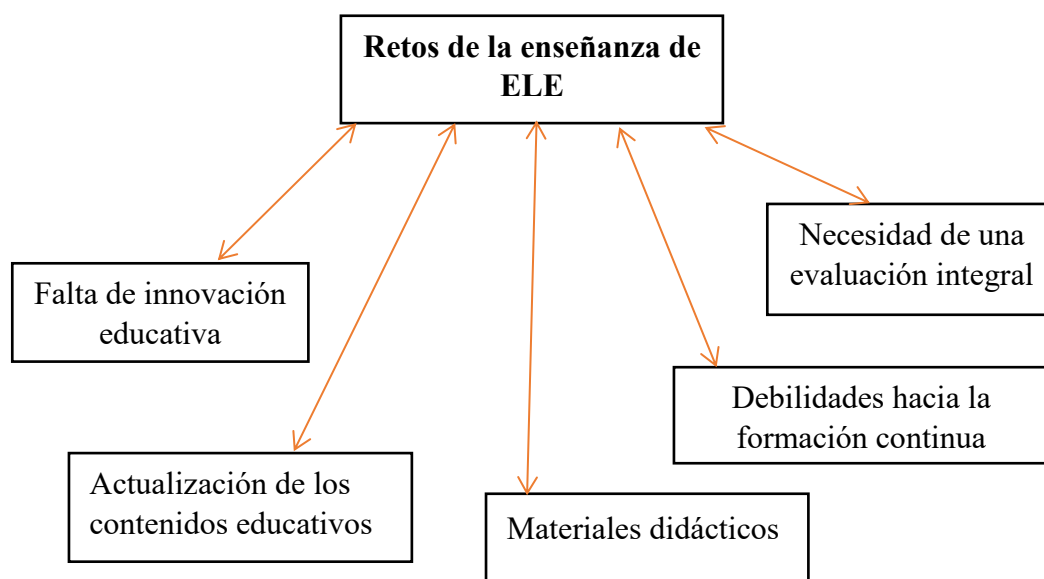 Retos de la enseñanza de
ELE
Falta de innovación
educativa
Actualización de los
contenidos educativos
Materiales didácticos
Debilidades hacia la
formación continua
Necesidad de una
evaluación integral